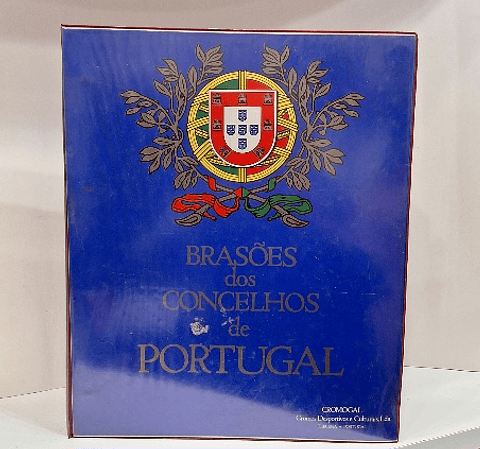 BRASÕES
dos
CONCELHOS
de
PORTUGAL
CROMOGAL
Cromos Desportivos e Culturais, Lda